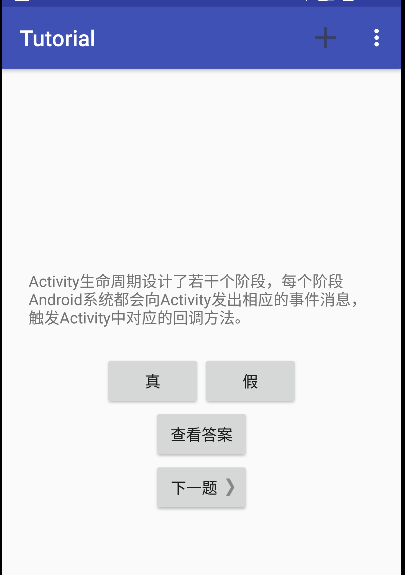 Tutorial
Activity生命周期设计了若干个阶段，每个阶段
Android系统都会向Activity发出相应的事件消息，
触发Activity中对应的回调方法。
真 假
查看答案
下一题